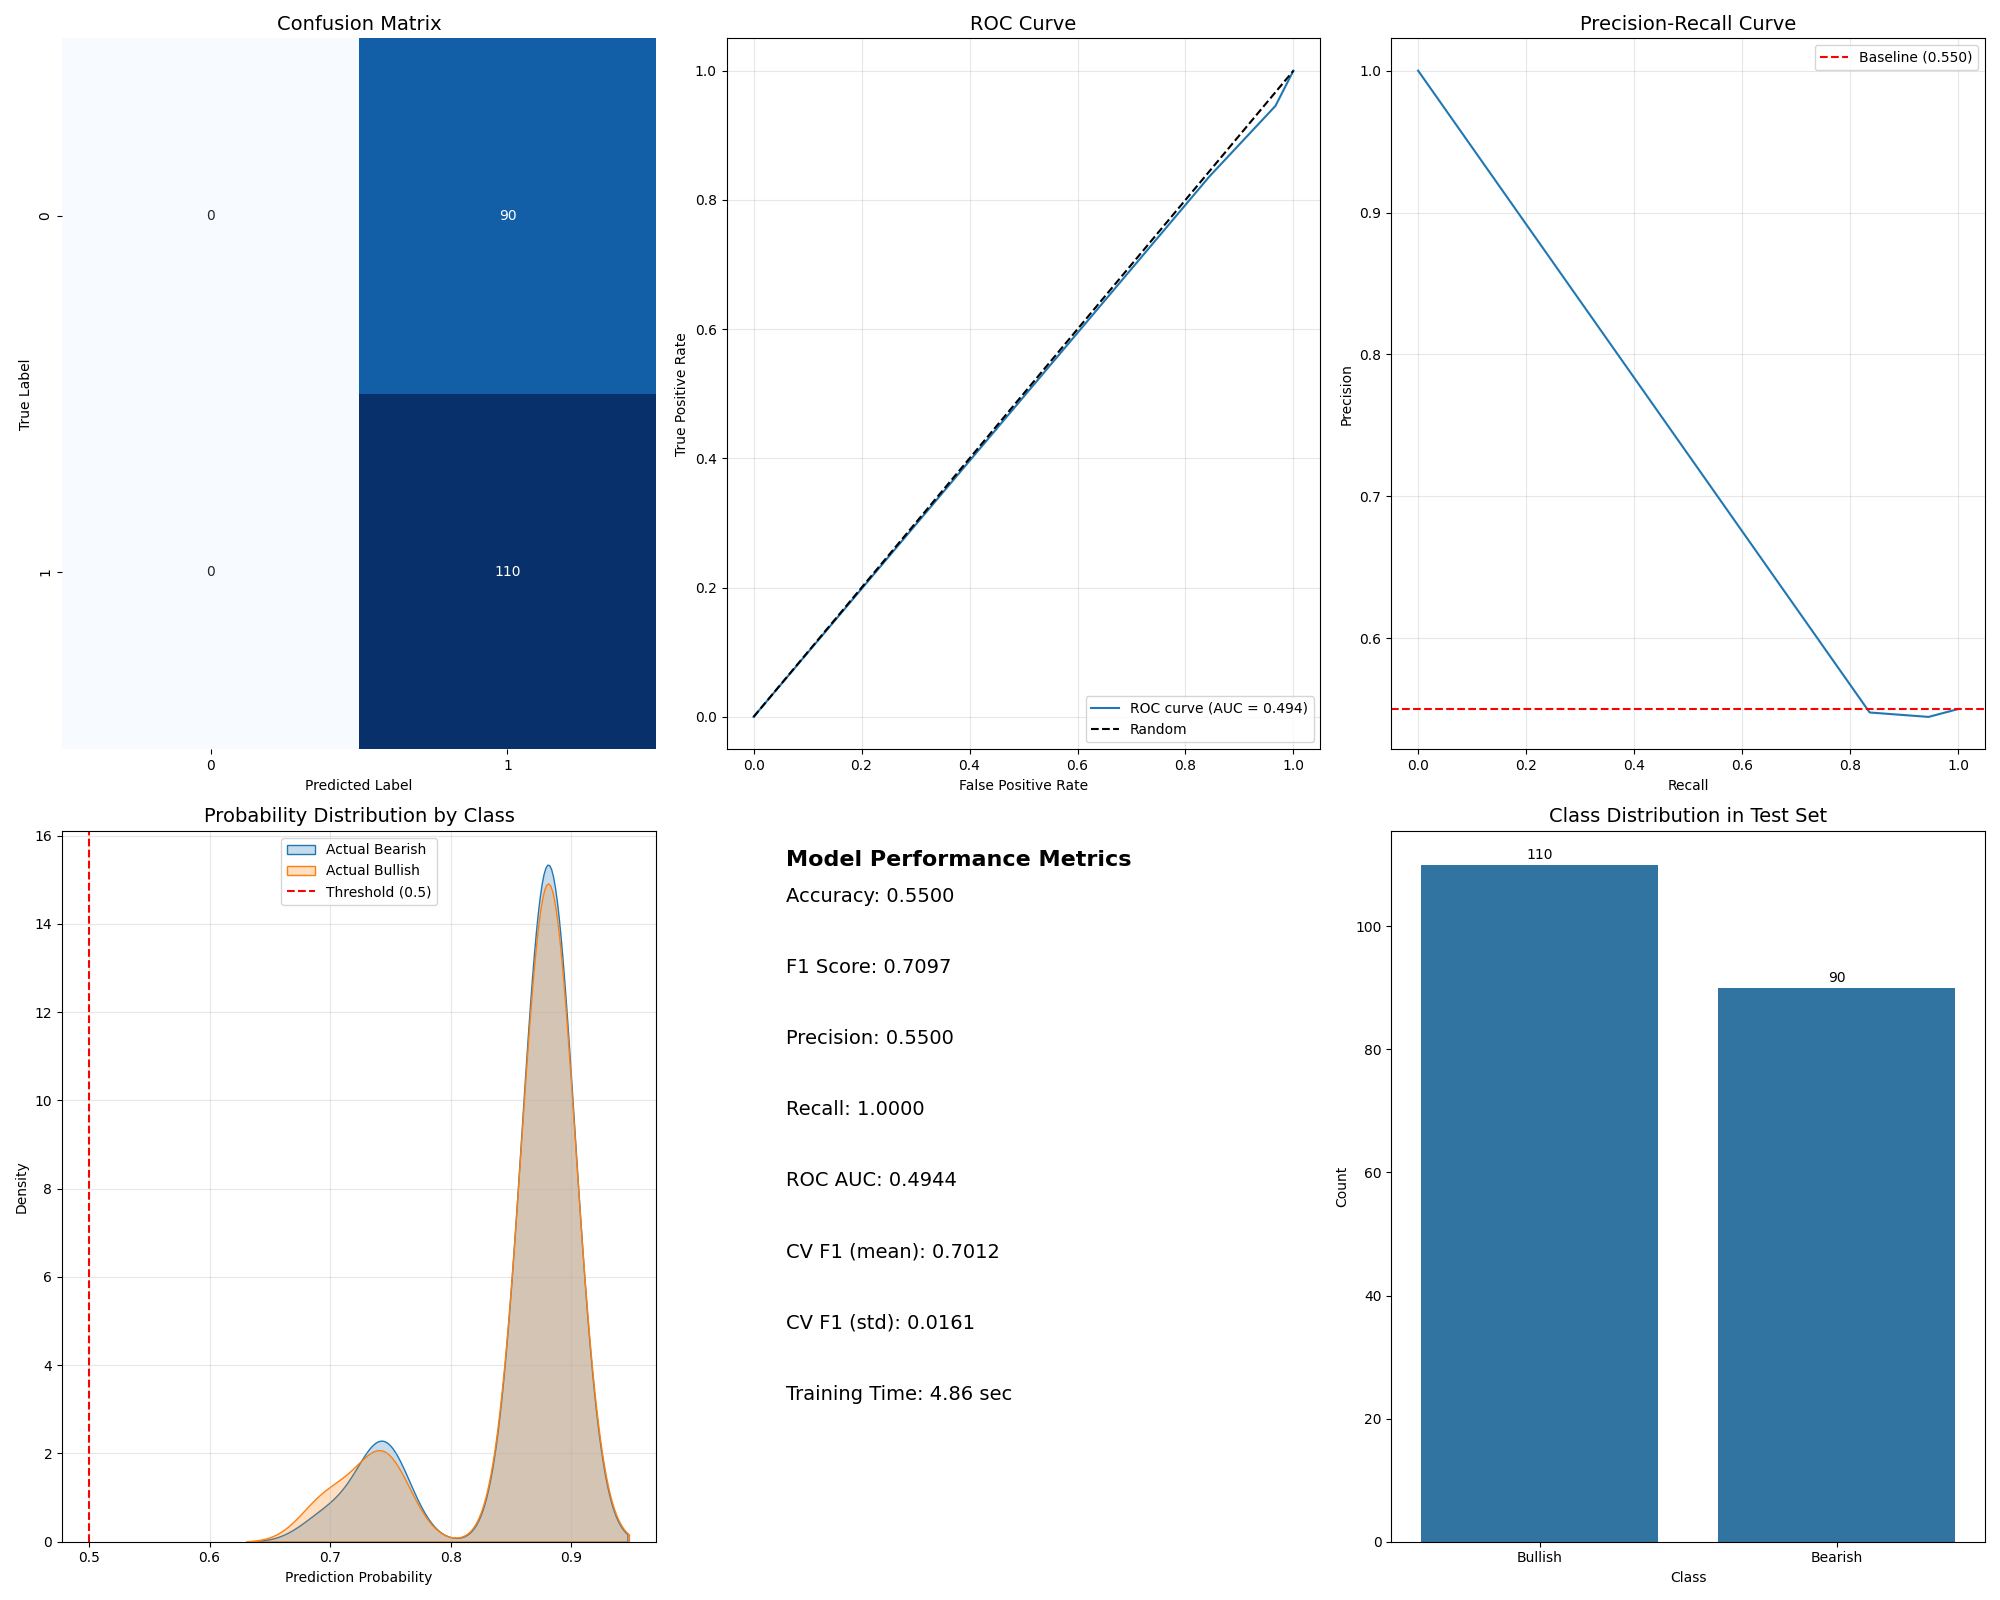 Confusion Matrix
True Label
0
1
0
90
0
110
0
1
Predicted Label
ROC Curve
True Positive Rate
1.0
0.8
0.6
0.4
0.2
0.0
ROC curve (AUC = 0.494)
Random
0.0
0.2
0.4
0.6
0.8
1.0
False Positive Rate
Precision-Recall Curve
Baseline (0.550)
Precision
1.0
0.9
0.8
0.7
0.6
0.0
0.2
0.4
0.6
0.8
1.0
Recall
Probability Distribution by Class
Actual Bearish
Actual Bullish
Threshold (0.5)
Density
16
14
12
10
8
6
4
2
0
0.5
0.6
0.7
0.8
0.9
Prediction Probability
Model Performance Metrics
Accuracy: 0.5500
F1 Score: 0.7097
Precision: 0.5500
Recall: 1.0000
ROC AUC: 0.4944
CV F1 (mean): 0.7012
CV F1 (std): 0.0161
Training Time: 4.86 sec
Class Distribution in Test Set
110
90
Count
100
80
60
40
20
0
Bullish
Bearish
Class